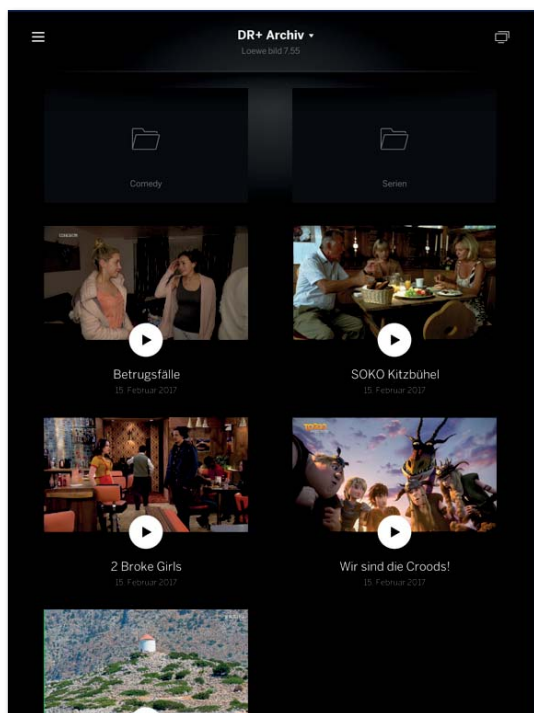 DR+ Archiv
Loewe bild 7.55
Comedy
Serien
Betrugsfälle
15. Februar 2017
SOKO Kitzbühel
15. Februar 2017
2 Broke Girls
15. Februar 2017
Wir sind die Croods!
15. Februar 2017